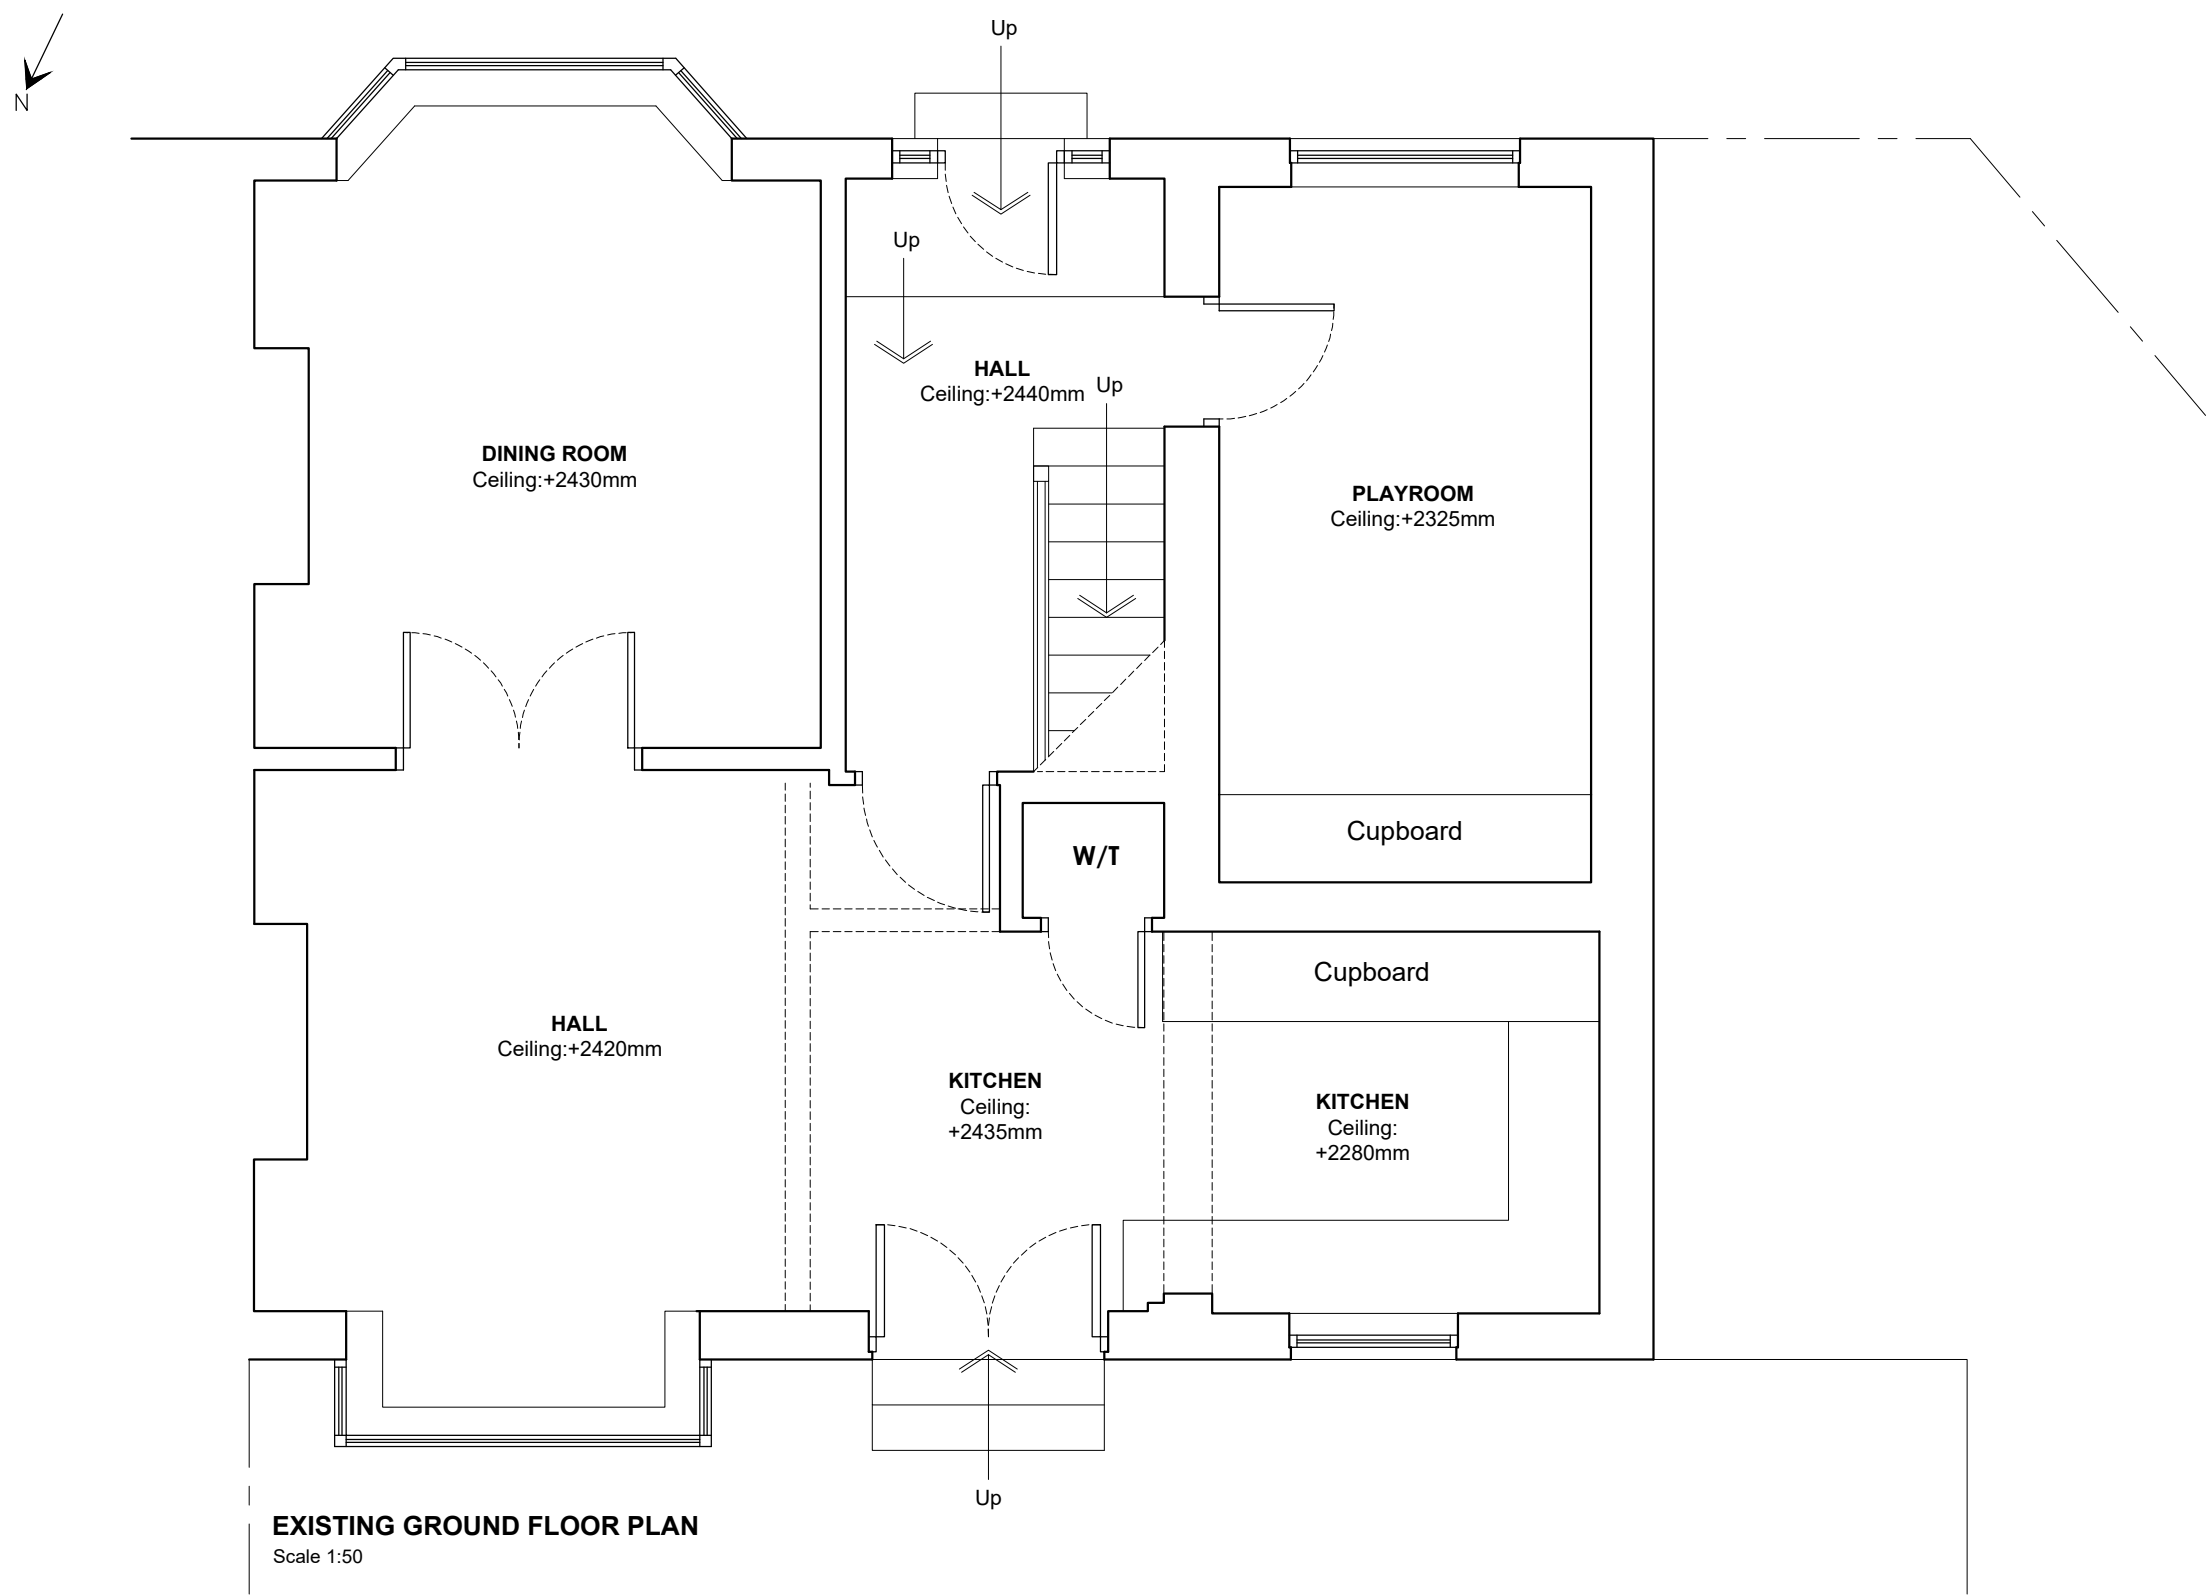 Up
N
Up
HALL
Ceiling:+2440mm
Up
DINING ROOM
Ceiling:+2430mm
PLAYROOM
Ceiling:+2325mm
Cupboard
W/T
Cupboard
HALL
Ceiling:+2420mm
KITCHEN
Ceiling:
+2435mm
KITCHEN
Ceiling:
+2280mm
Up
EXISTING GROUND FLOOR PLAN
Scale 1:50